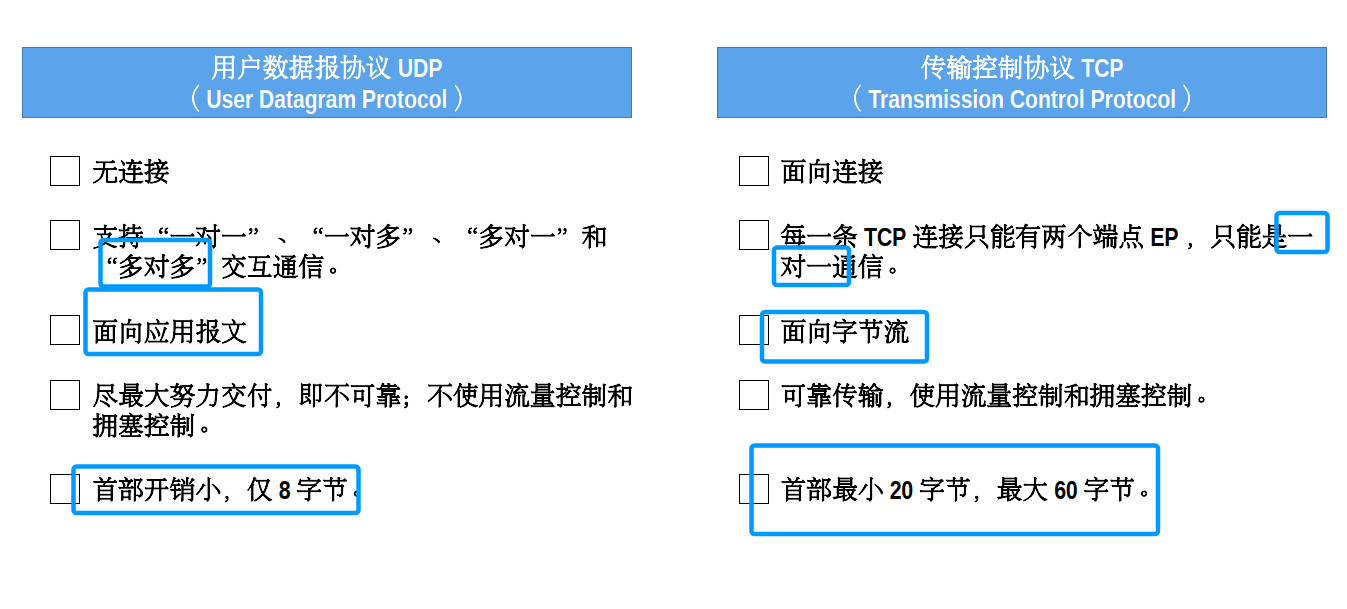 用户数据报协议 UDP
（ User Datagram Protocol ）
无连接
支持“一对一” 、“一对多” 、“多对一” 和
“多对多” 交互通信。
面向应用报文
尽最大努力交付，即不可靠；不使用流量控制和
拥塞控制。
首部开销小，仅 8 字节。
传输控制协议 TCP
（ Transmission Control Protocol ）
面向连接
每一条 TCP 连接只能有两个端点 EP ，只能是一
对一通信。
面向字节流
可靠传输，使用流量控制和拥塞控制。
首部最小 20 字节，最大 60 字节。